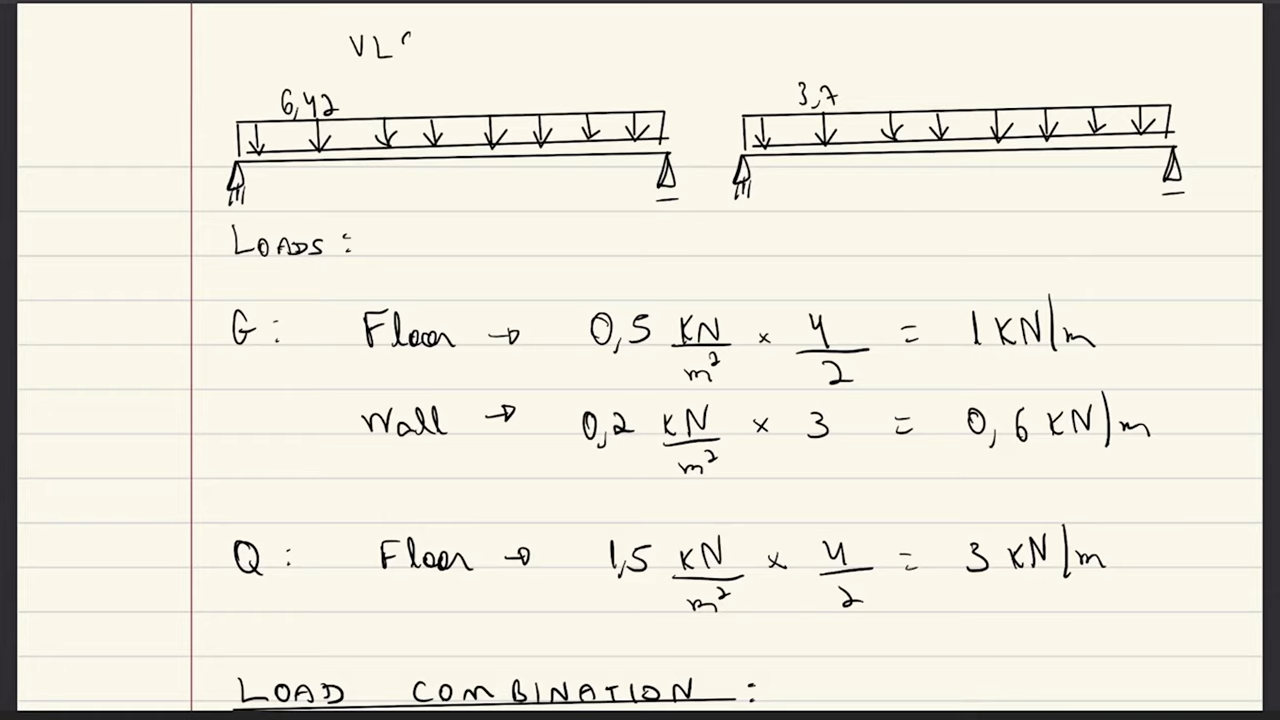 VL
6,42 3,7
LOADS:
G: Floor → 0,5 KN/m² × 4/2 = 1 KN/m
Wall → 0,2 KN/m² × 3 = 0,6 KN/m
Q: Floor → 1,5 KN/m² × 4/2 = 3 KN/m
LOAD COMBINATION: